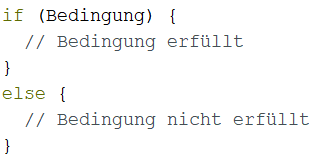 if (Bedingung) {
  // Bedingung erfüllt
}
else {
  // Bedingung nicht erfüllt
}